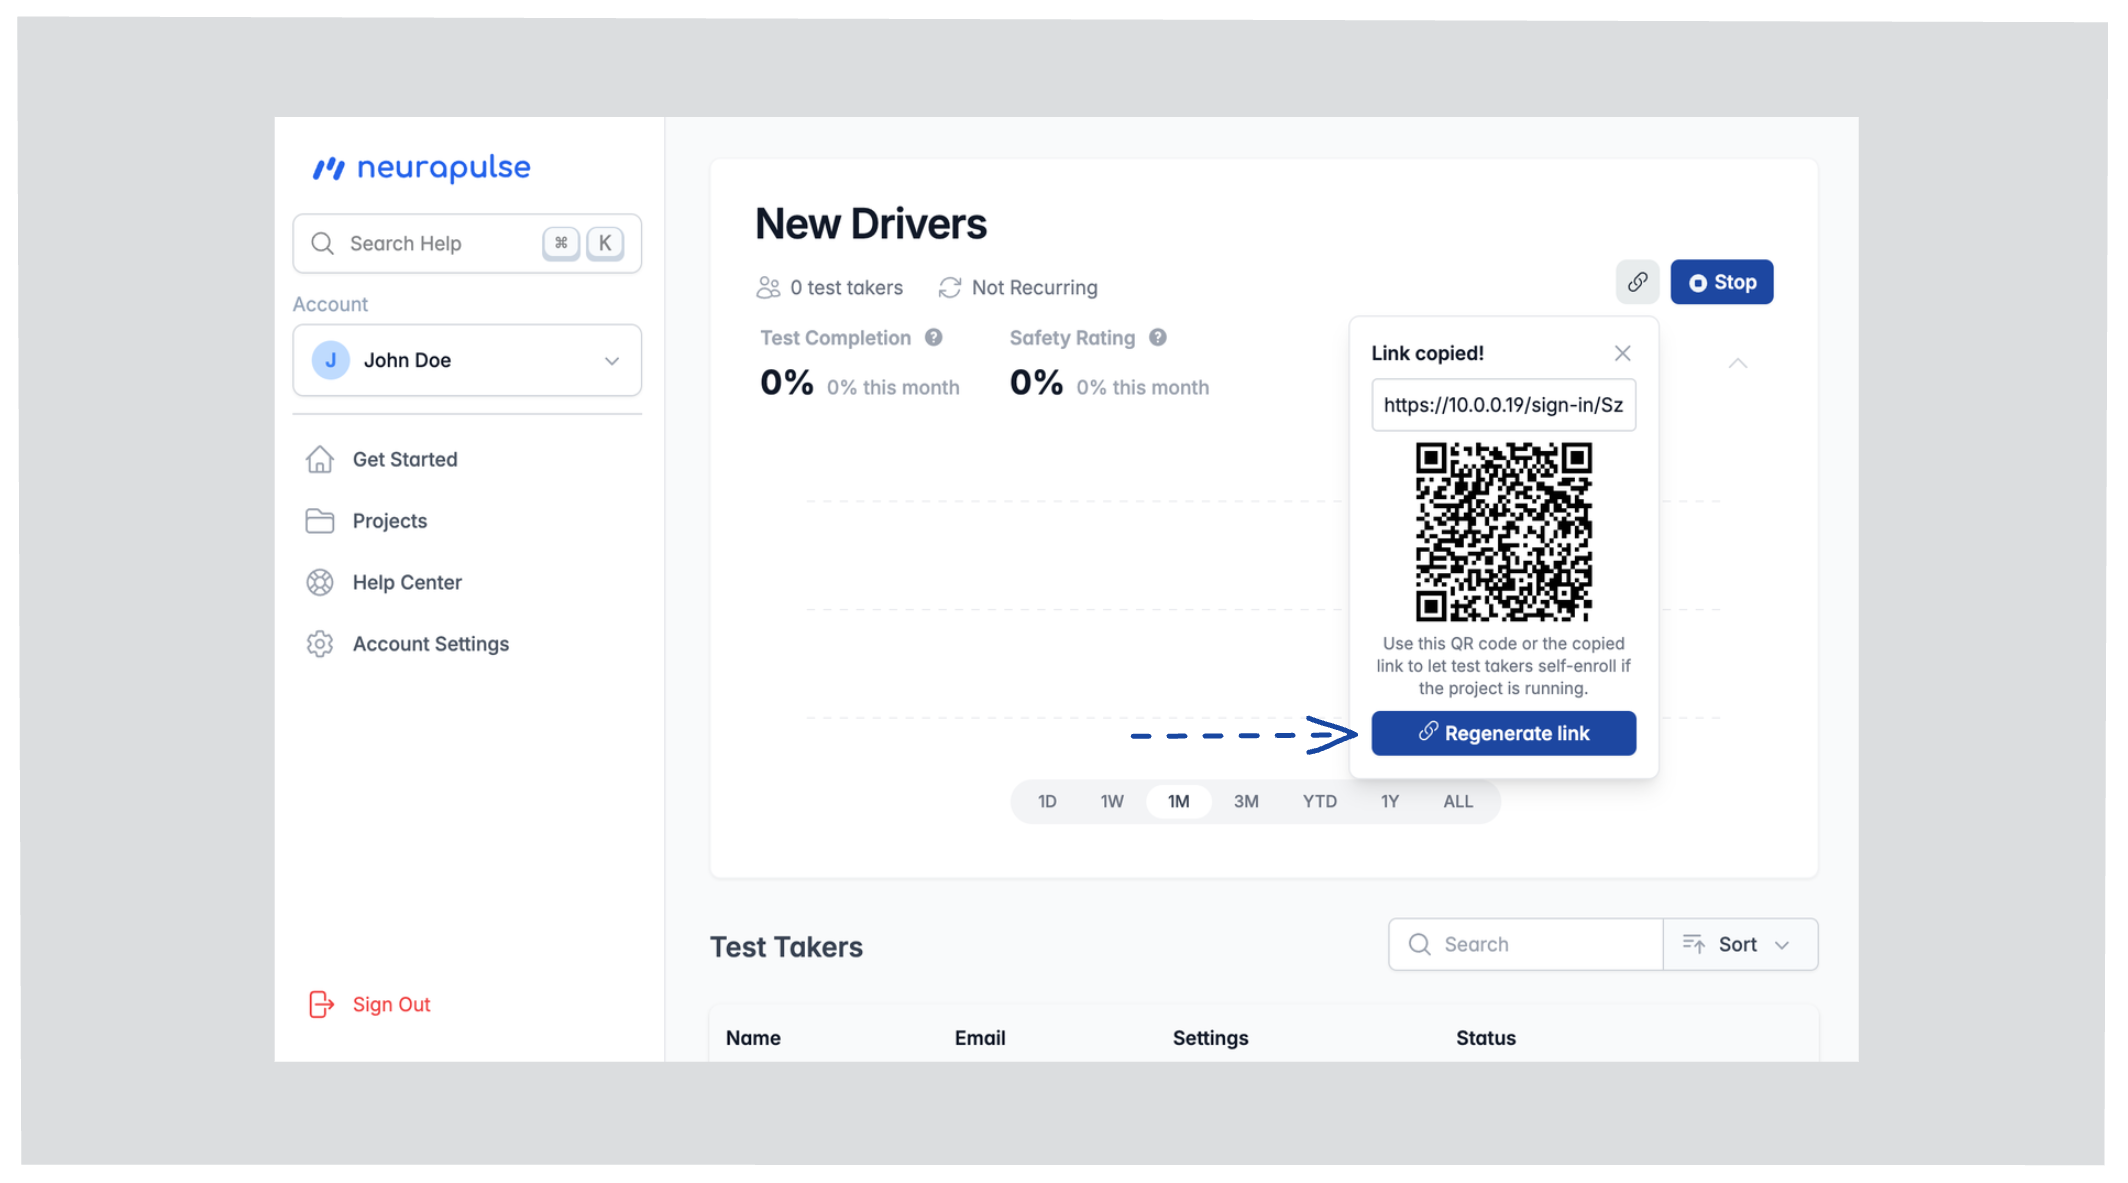 neurapulse
Search Help
⌘ K
Account
J John Doe
Get Started
Projects
Help Center
Account Settings
Sign Out
New Drivers
0 test takers Not Recurring
Stop
Test Completion ? Safety Rating ?
0% 0% this month 0% 0% this month
Link copied!
https://10.0.0.19/sign-in/Sz
Use this QR code or the copied
link to let test takers self-enroll if
the project is running.
Regenerate link
1D 1W 1M 3M YTD 1Y ALL
Test Takers
Search Sort
Name Email Settings Status